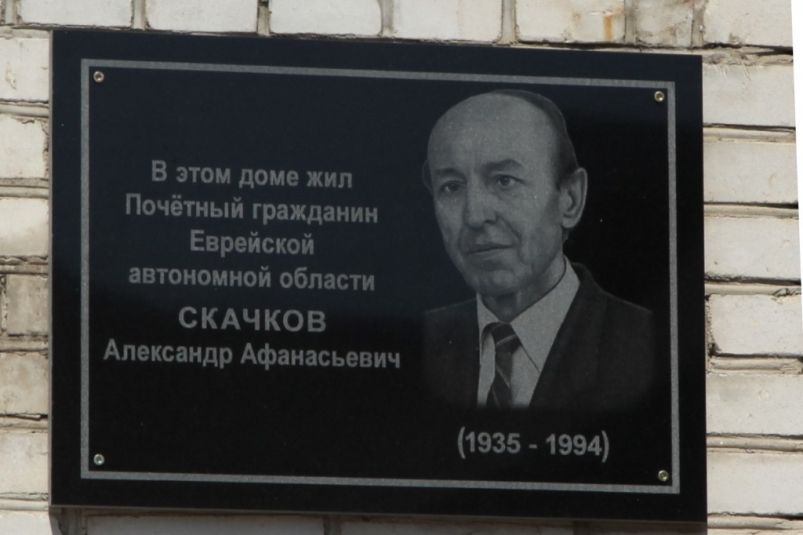 В этом доме жил
Почётный гражданин
Еврейской
автономной области
СКАЧКОВ
Александр Афанасьевич
(1935 - 1994)